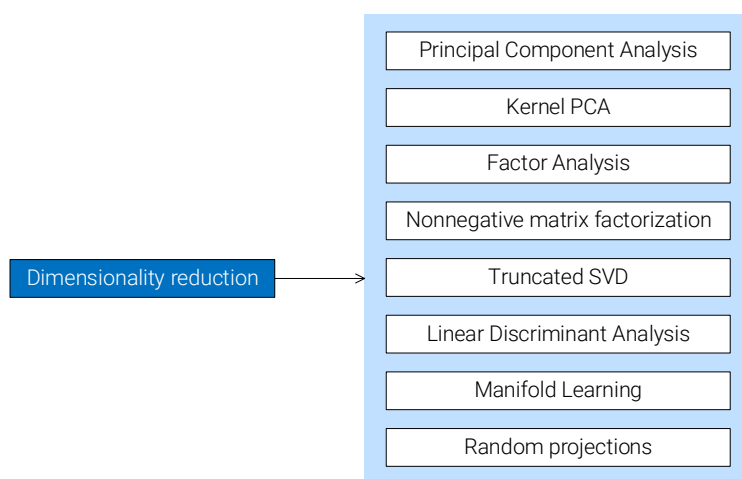 Principal Component Analysis
Kernel PCA
Factor Analysis
Nonnegative matrix factorization
Dimensionality reduction
Truncated SVD
Linear Discriminant Analysis
Manifold Learning
Random projections